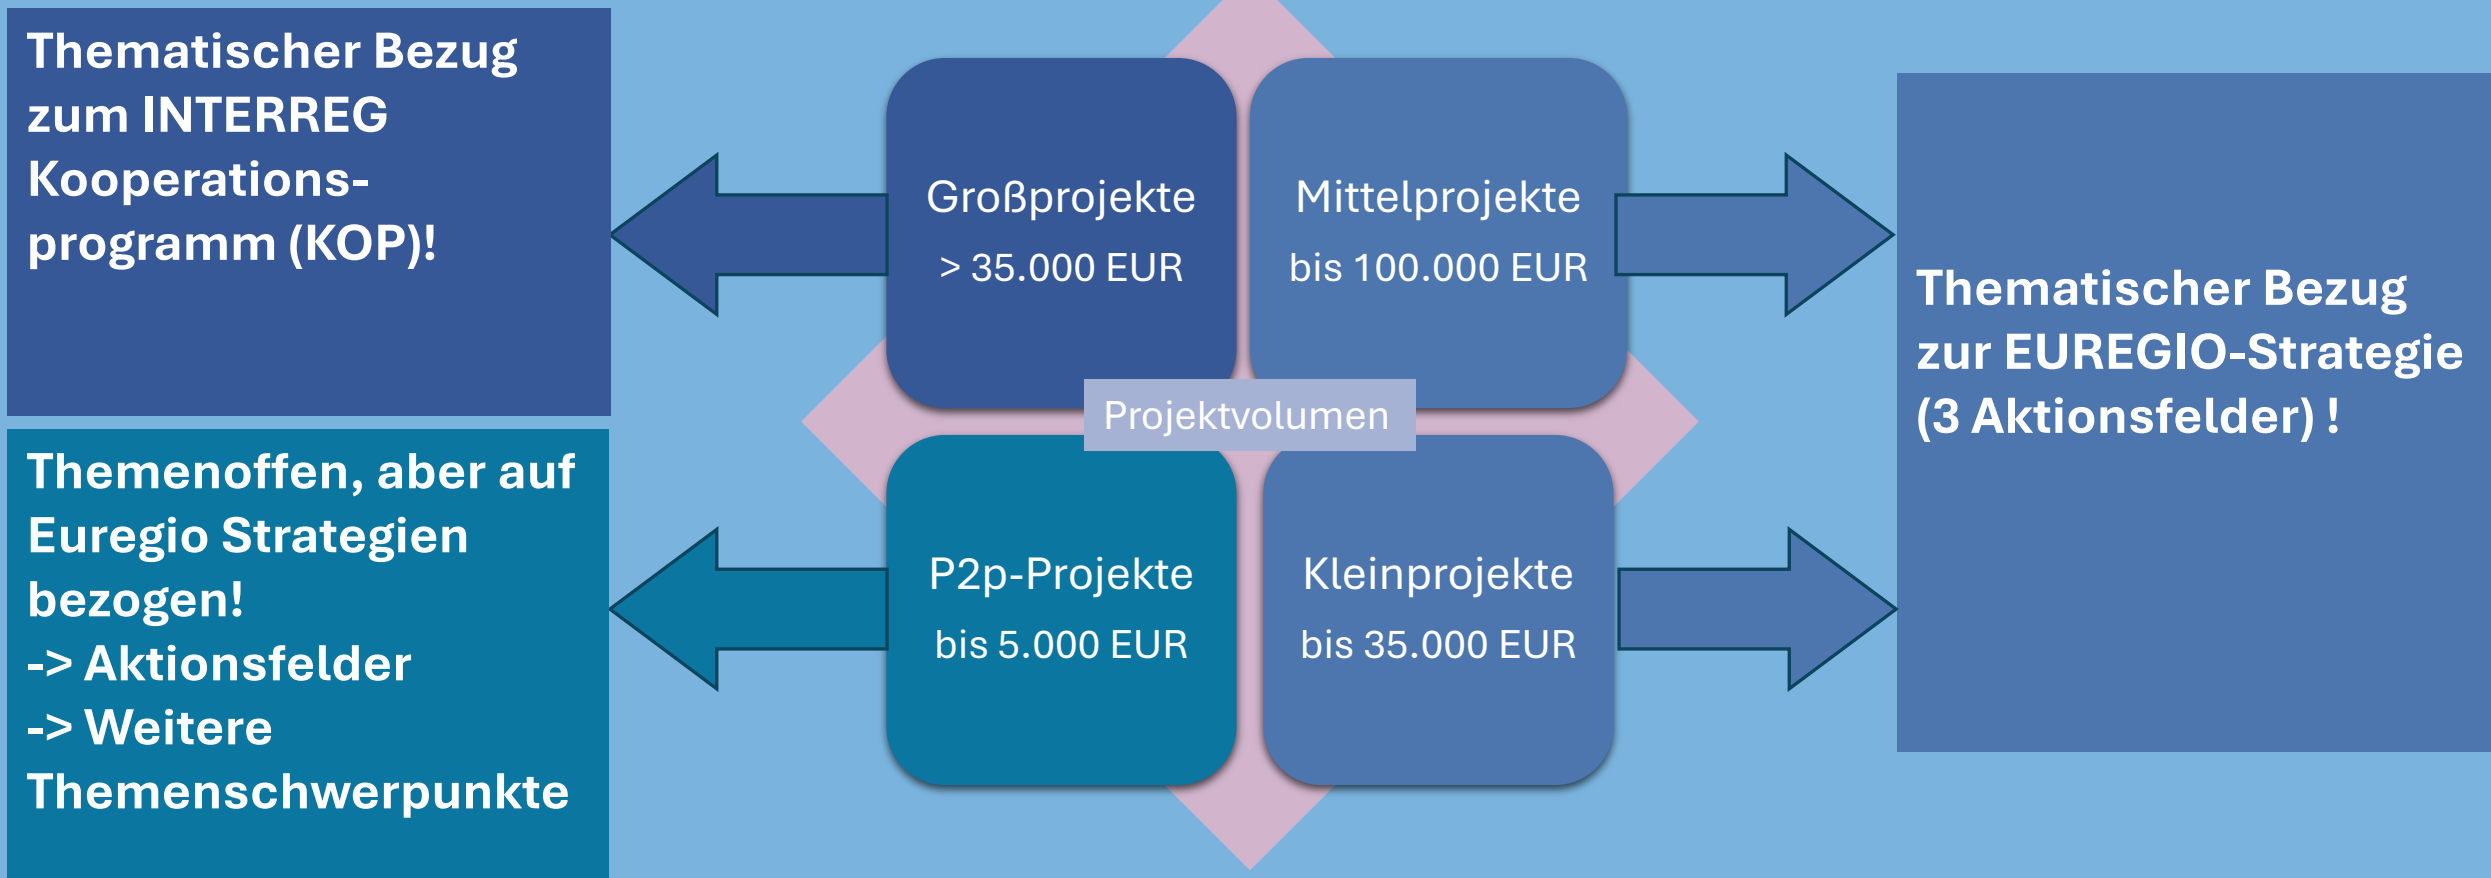 Thematischer Bezug
zum INTERREG
Kooperations-
programm (KOP)!
Themenoffen, aber auf
Euregio Strategien
bezogen!
-> Aktionsfelder
-> Weitere
Themenschwerpunkte
Großprojekte
> 35.000 EUR
Mittelprojekte
bis 100.000 EUR
Projektvolumen
P2p-Projekte
bis 5.000 EUR
Kleinprojekte
bis 35.000 EUR
Thematischer Bezug
zur EUREGIO-Strategie
(3 Aktionsfelder) !